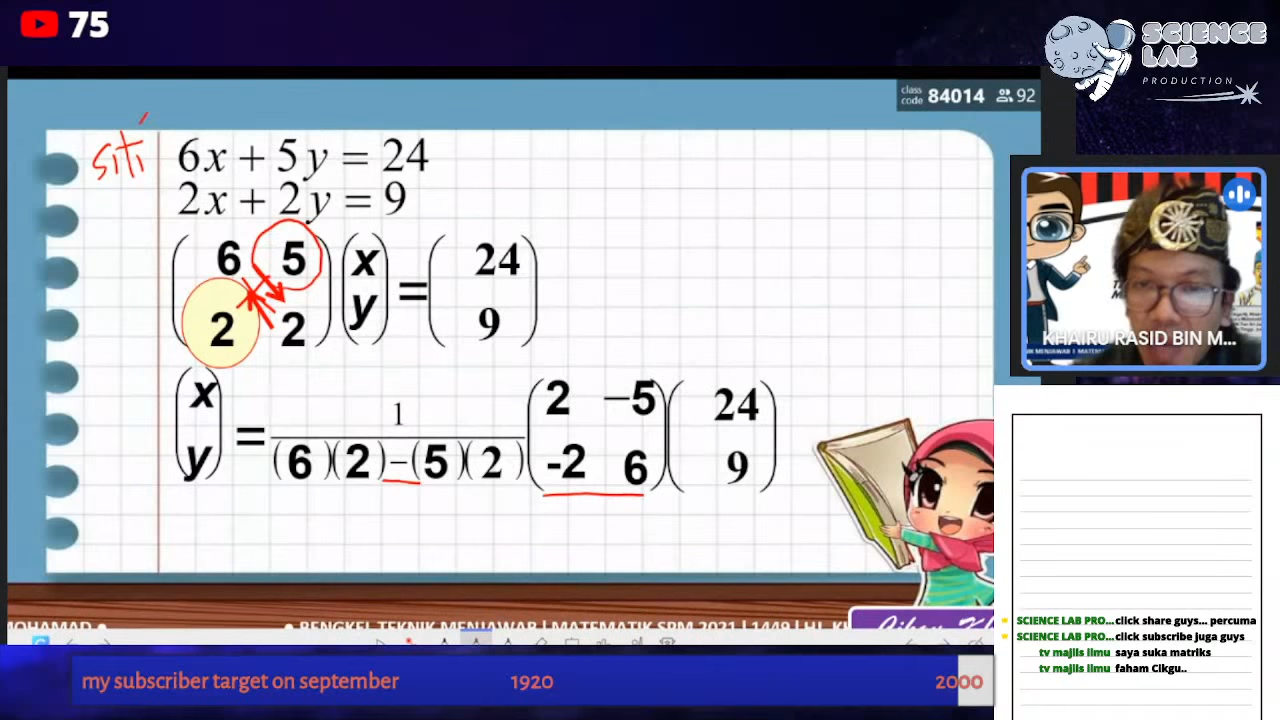 75
SCIENCE
LAB
PRODUCTION
class
code 84014 92
siti
6x + 5y = 24
2x + 2y = 9
( 6 5 ) ( x ) = ( 24 )
( 2 2 ) ( y ) ( 9 )
( x ) = 1 ( 2 −5 ) ( 24 )
( y ) (6)(2)−(5)(2) ( -2 6 ) ( 9 )
KHAIRU RASID BIN M...
MOHAMAD ● ● BENGKEL TEKNIK MENJAWAB | MATEMATIK SPM 2021 | 1449 | HJ. KH
SCIENCE LAB PRO... click share guys... percuma
SCIENCE LAB PRO... click subscribe juga guys
tv majlis ilmu saya suka matriks
tv majlis ilmu faham Cikgu..
my subscriber target on september 1920 2000